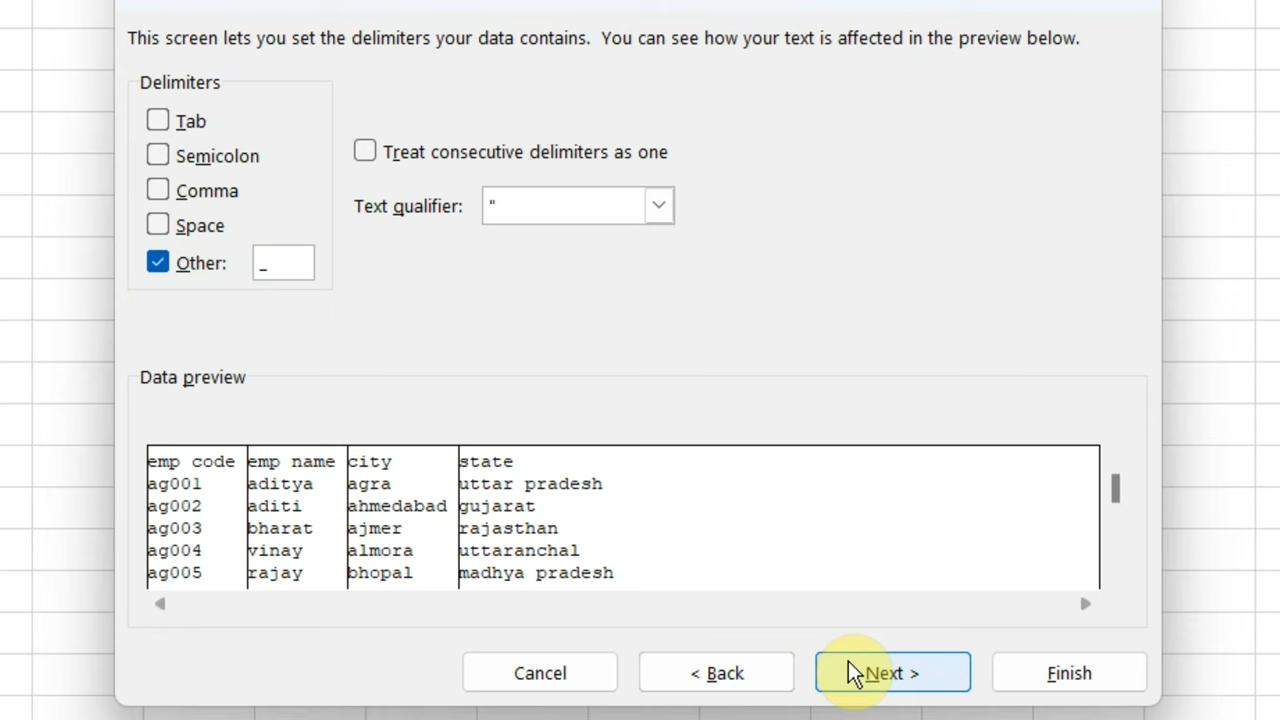 This screen lets you set the delimiters your data contains.  You can see how your text is affected in the preview below.
Delimiters
Tab
Semicolon
Comma
Space
Other: _
Treat consecutive delimiters as one
Text qualifier: "
Data preview
emp code emp name city state
ag001 aditya agra uttar pradesh
ag002 aditi ahmedabad gujarat
ag003 bharat ajmer rajasthan
ag004 vinay almora uttaranchal
ag005 rajay bhopal madhya pradesh
Cancel < Back Next > Finish